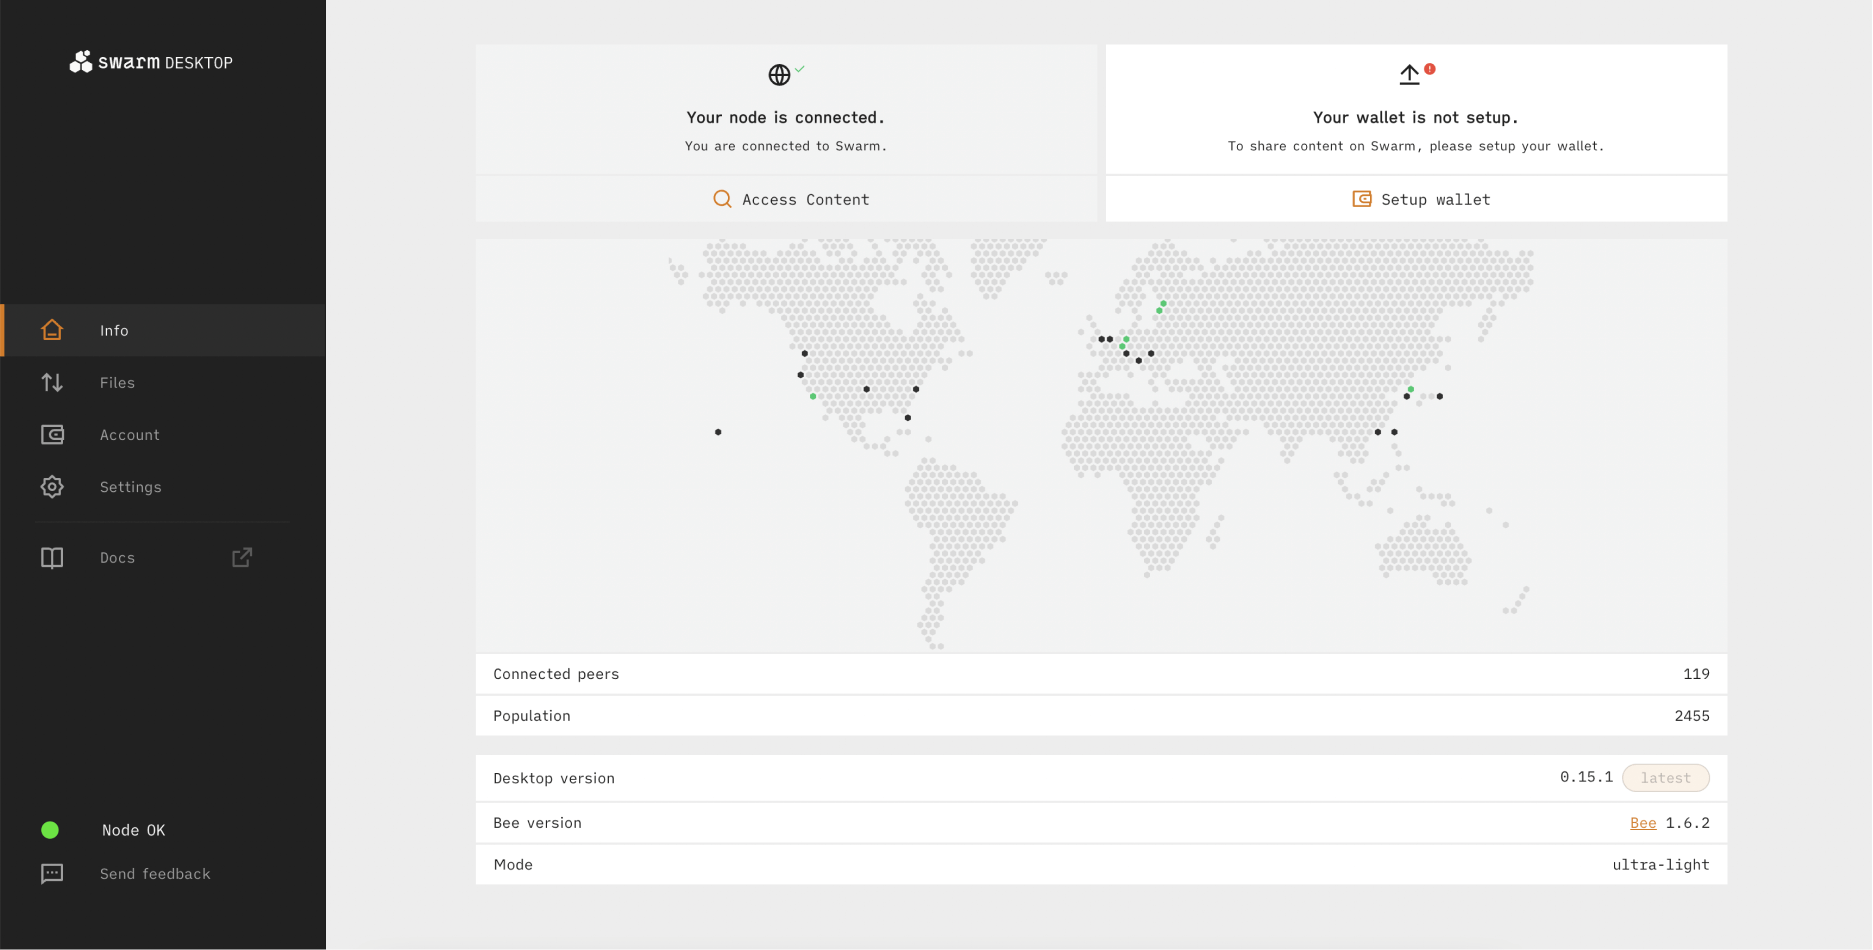 swarm DESKTOP
Info
Files
Account
Settings
Docs
Node OK
Send feedback
Your node is connected.
You are connected to Swarm.
Access Content
Your wallet is not setup.
To share content on Swarm, please setup your wallet.
Setup wallet
Connected peers 119
Population 2455
Desktop version 0.15.1 latest
Bee version Bee 1.6.2
Mode ultra-light